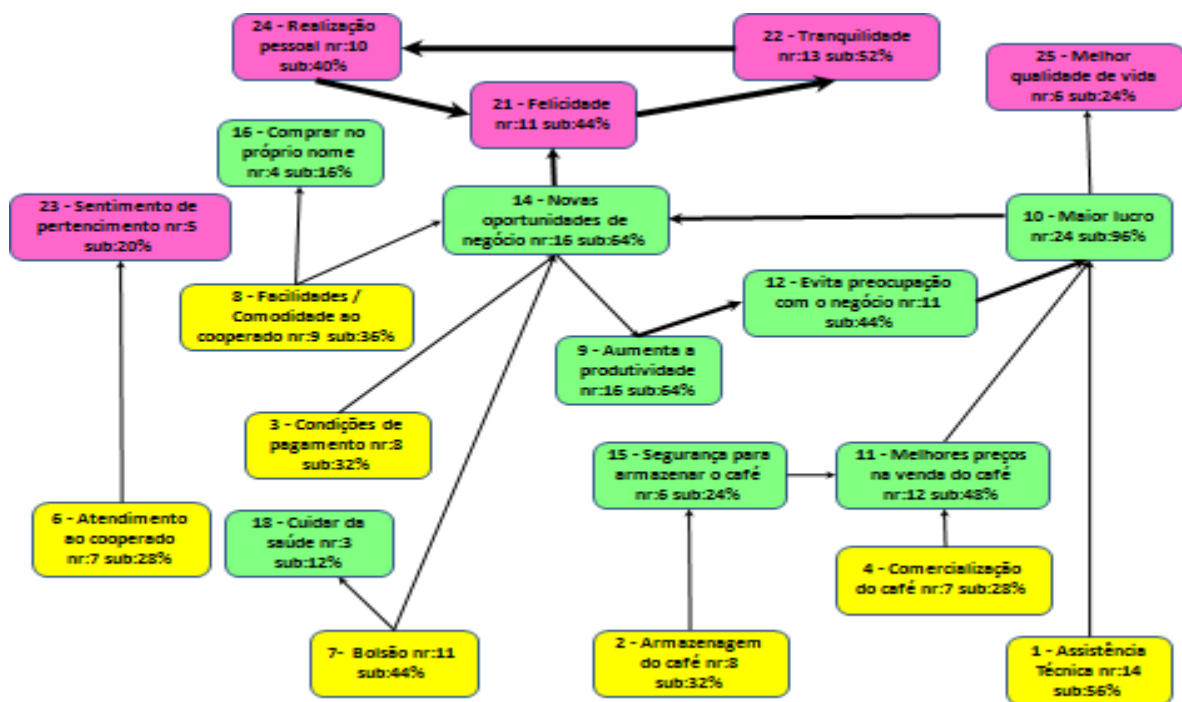 24 - Realização
pessoal nr:10
sub:40%
22 - Tranquilidade
nr:13 sub:52%
25 - Melhor
qualidade de vida
nr:6 sub:24%
21 - Felicidade
nr:11 sub:44%
16 - Comprar no
próprio nome
nr:4 sub:16%
23 - Sentimento de
pertencimento nr:5
sub:20%
14 - Novas
oportunidades de
negócio nr:16 sub:64%
10 - Maior lucro
nr:24 sub:96%
8 - Facilidades /
Comodidade ao
cooperado nr:9 sub:36%
12 - Evita preocupação
com o negócio nr:11
sub:44%
9 - Aumenta a
produtividade
nr:16 sub:64%
3 - Condições de
pagamento nr:8
sub:32%
15 - Segurança para
armazenar o café
nr:6 sub:24%
11 - Melhores preços
na venda do café
nr:12 sub:48%
6 - Atendimento
ao cooperado
nr:7 sub:28%
18 - Cuidar da
saúde nr:3
sub:12%
4 - Comercialização
do café nr:7 sub:28%
7- Bolsão nr:11
sub:44%
2 - Armazenagem
do café nr:8
sub:32%
1 - Assistência
Técnica nr:14
sub:56%